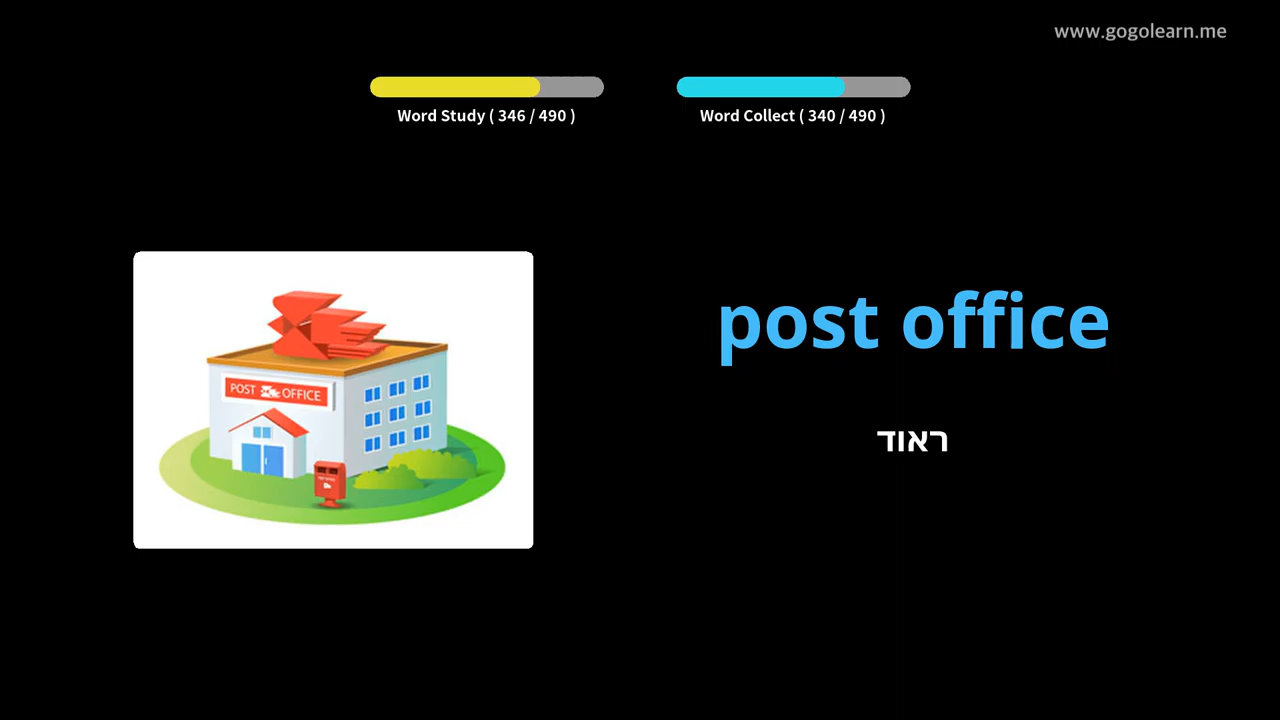 www.gogolearn.me
Word Study ( 346 / 490 )
Word Collect ( 340 / 490 )
post office
ראוד
POST OFFICE